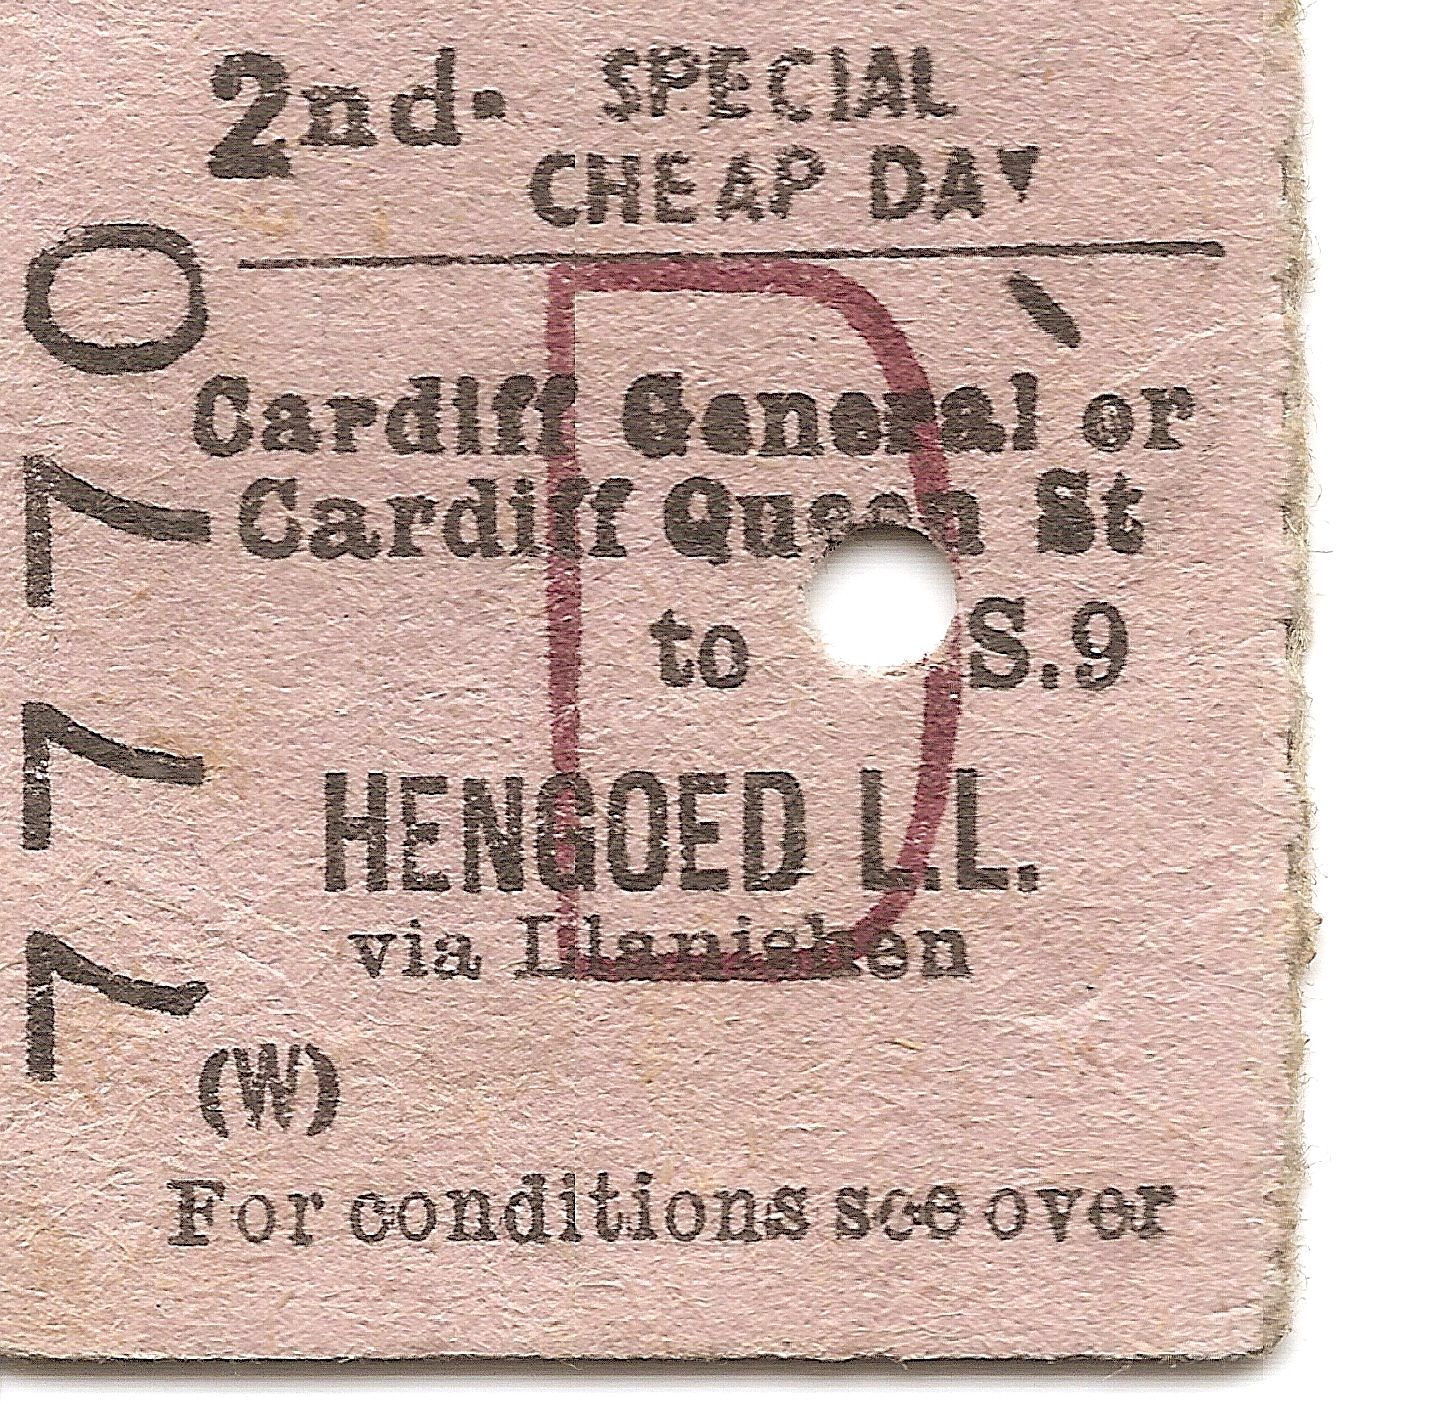 2nd. SPECIAL
CHEAP DAY
Cardiff General or
Cardiff Queen St
to S.9
HENGOED L.L.
via Llanishen
(W)
For conditions see over
7770
D